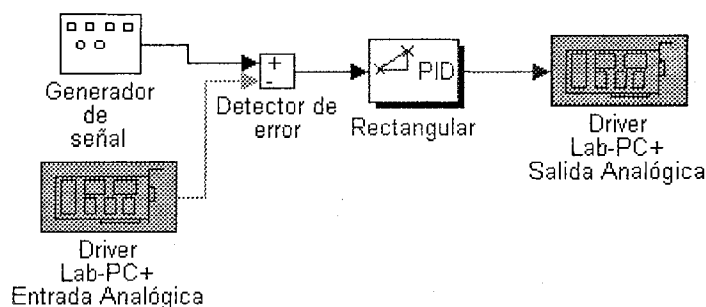 Generador
de
señal
+
-
Detector de
error
PID
Rectangular
Driver
Lab-PC+
Salida Analógica
Driver
Lab-PC+
Entrada Analógica